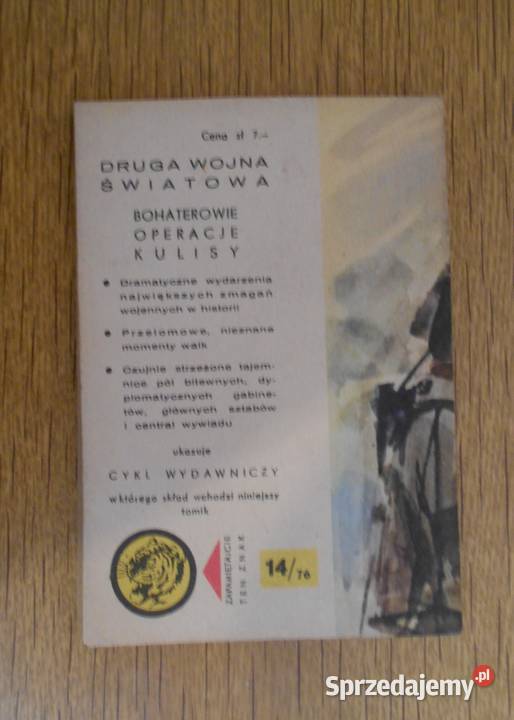 Cena zł 7.—
DRUGA WOJNA
ŚWIATOWA
BOHATEROWIE
OPERACJE
KULISY
● Dramatyczne wydarzenia
największych zmagań
wojennych w historii
● Przełomowe, nieznane
momenty walk
● Czujnie strzeżone tajem-
nice pól bitewnych, dy-
plomatycznych gabine-
tów, głównych sztabów
i central wywiadu
ukazuje
CYKL WYDAWNICZY
w którego skład wchodzi niniejszy
tomik
ZAPAMIĘTAJCIE
TEN ZNAK
14/76
Sprzedajemy.pl